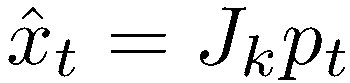 x̂_t = J_k p_t